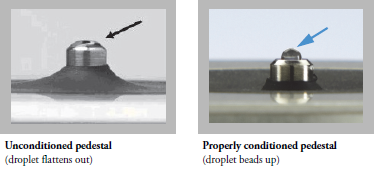 Unconditioned pedestal
(droplet flattens out)
Properly conditioned pedestal
(droplet beads up)